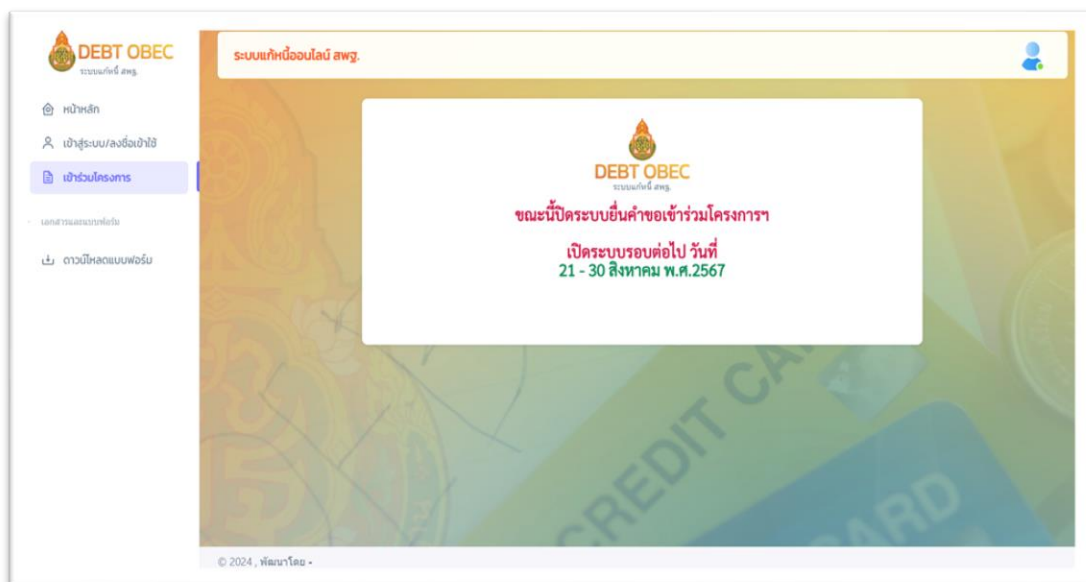 DEBT OBEC
ระบบแก้หนี้ สพฐ.
หน้าหลัก
เข้าสู่ระบบ/ลงชื่อเข้าใช้
เข้าร่วมโครงการ
เอกสารและแบบฟอร์ม
ดาวน์โหลดแบบฟอร์ม
ระบบแก้หนี้ออนไลน์ สพฐ.
DEBT OBEC
ระบบแก้หนี้ สพฐ.
ขณะนี้ปิดระบบยื่นคำขอเข้าร่วมโครงการฯ
เปิดระบบรอบต่อไป วันที่
21 - 30 สิงหาคม พ.ศ.2567
CREDIT CARD
CARD
© 2024 , พัฒนาโดย -